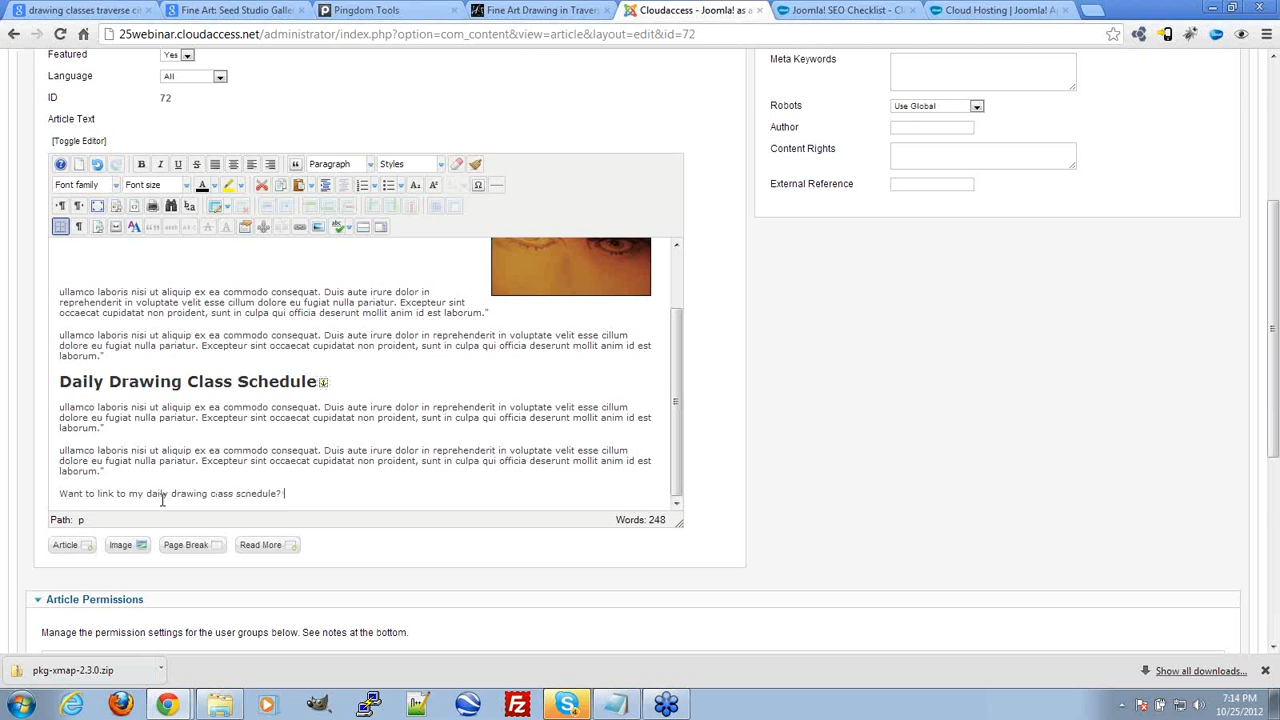 drawing classes traverse ci
Fine Art: Seed Studio Galle
Pingdom Tools
Fine Art Drawing in Traver
Cloudaccess - Joomla! as a
Joomla! SEO Checklist - Cl
Cloud Hosting | Joomla! A
25webinar.cloudaccess.net/administrator/index.php?option=com_content&view=article&layout=edit&id=72
Featured Yes
Language All
ID 72
Article Text
[Toggle Editor]
Paragraph Styles
Font family Font size
ullamco laboris nisi ut aliquip ex ea commodo consequat. Duis aute irure dolor in
reprehenderit in voluptate velit esse cillum dolore eu fugiat nulla pariatur. Excepteur sint
occaecat cupidatat non proident, sunt in culpa qui officia deserunt mollit anim id est laborum."
ullamco laboris nisi ut aliquip ex ea commodo consequat. Duis aute irure dolor in reprehenderit in voluptate velit esse cillum
dolore eu fugiat nulla pariatur. Excepteur sint occaecat cupidatat non proident, sunt in culpa qui officia deserunt mollit anim id est
laborum."
Daily Drawing Class Schedule
ullamco laboris nisi ut aliquip ex ea commodo consequat. Duis aute irure dolor in reprehenderit in voluptate velit esse cillum
dolore eu fugiat nulla pariatur. Excepteur sint occaecat cupidatat non proident, sunt in culpa qui officia deserunt mollit anim id est
laborum."
ullamco laboris nisi ut aliquip ex ea commodo consequat. Duis aute irure dolor in reprehenderit in voluptate velit esse cillum
dolore eu fugiat nulla pariatur. Excepteur sint occaecat cupidatat non proident, sunt in culpa qui officia deserunt mollit anim id est
laborum."
Want to link to my daily drawing class schedule?
Path: p Words: 248
Article Image Page Break Read More
Meta Keywords
Robots Use Global
Author
Content Rights
External Reference
Article Permissions
Manage the permission settings for the user groups below. See notes at the bottom.
pkg-xmap-2.3.0.zip
Show all downloads...
7:14 PM
10/25/2012